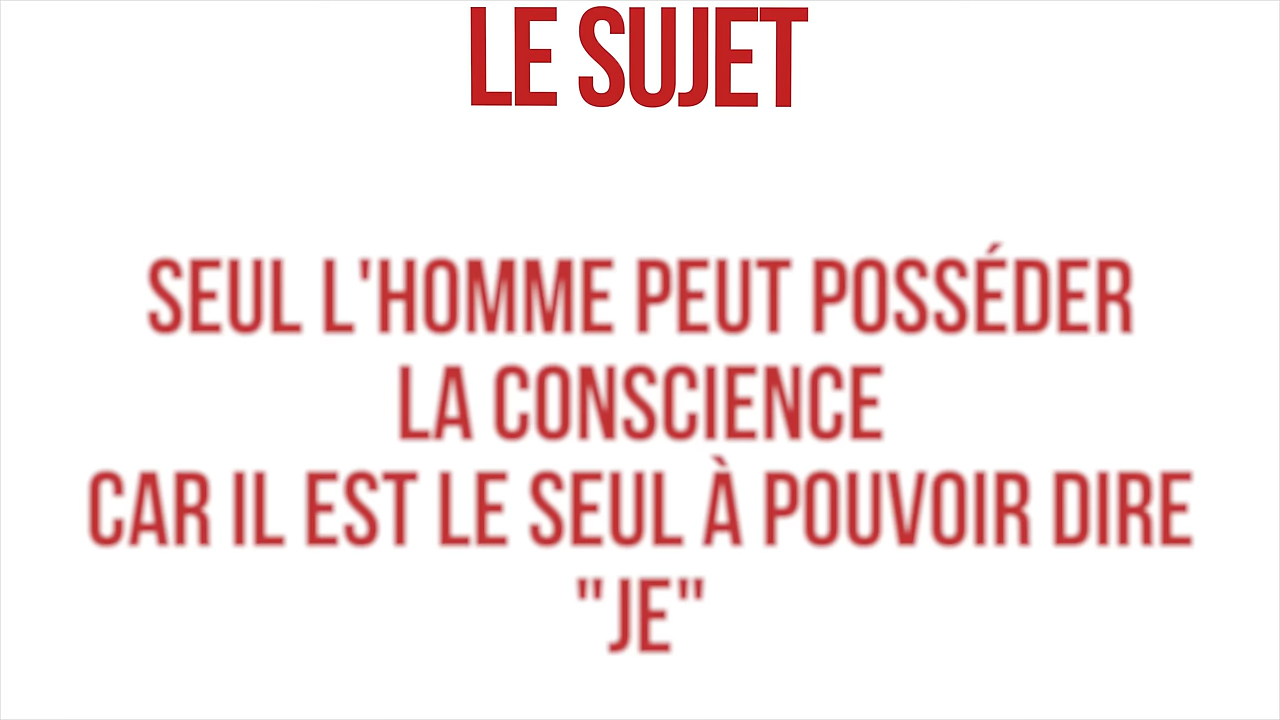 LE SUJET
SEUL L'HOMME PEUT POSSÉDER
LA CONSCIENCE
CAR IL EST LE SEUL À POUVOIR DIRE
"JE"